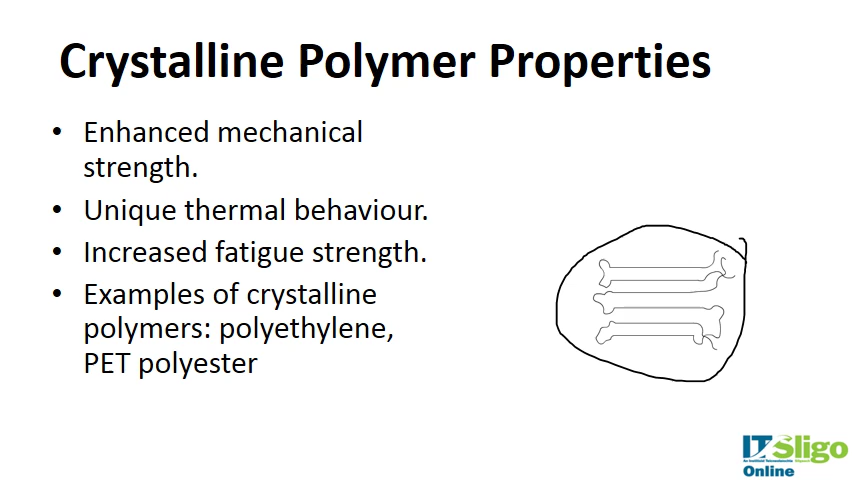 Crystalline Polymer Properties
• Enhanced mechanical
strength.
• Unique thermal behaviour.
• Increased fatigue strength.
• Examples of crystalline
polymers: polyethylene,
PET polyester
IT Sligo
Online